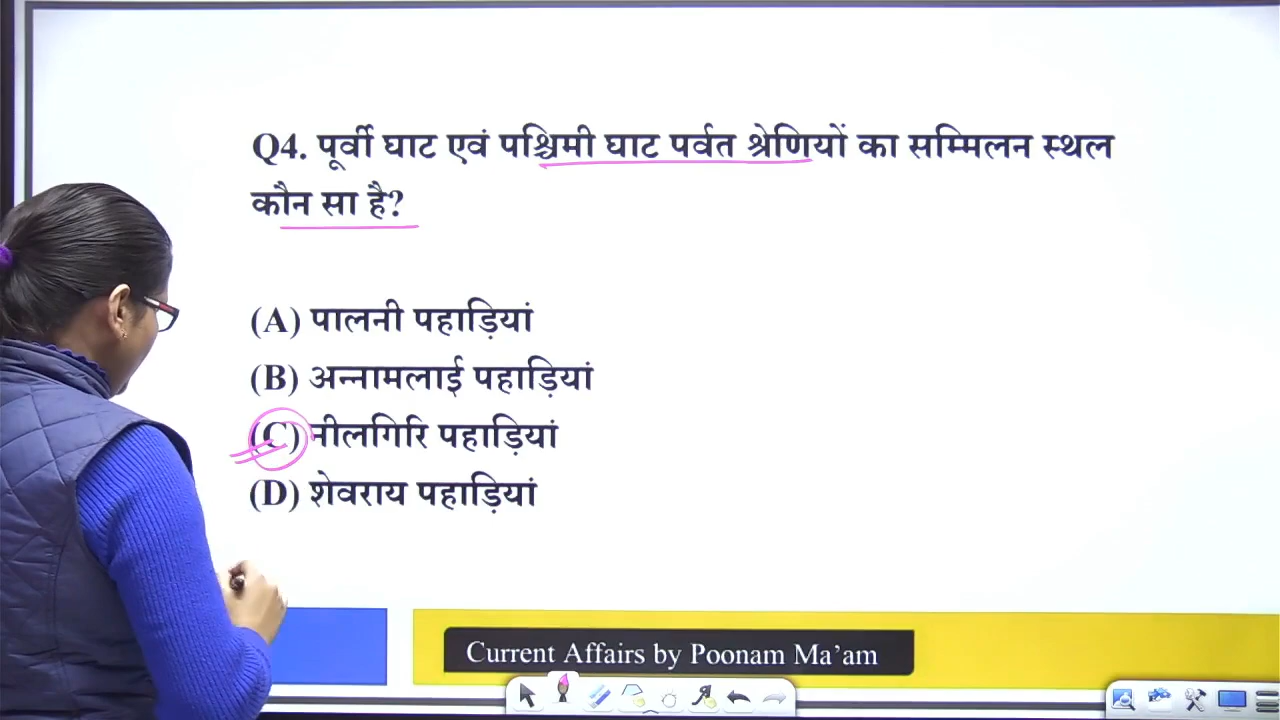 Q4. पूर्वी घाट एवं पश्चिमी घाट पर्वत श्रेणियों का सम्मिलन स्थल
कौन सा है?
(A) पालनी पहाड़ियां
(B) अन्नामलाई पहाड़ियां
(C) नीलगिरि पहाड़ियां
(D) शेवराय पहाड़ियां
Current Affairs by Poonam Ma'am